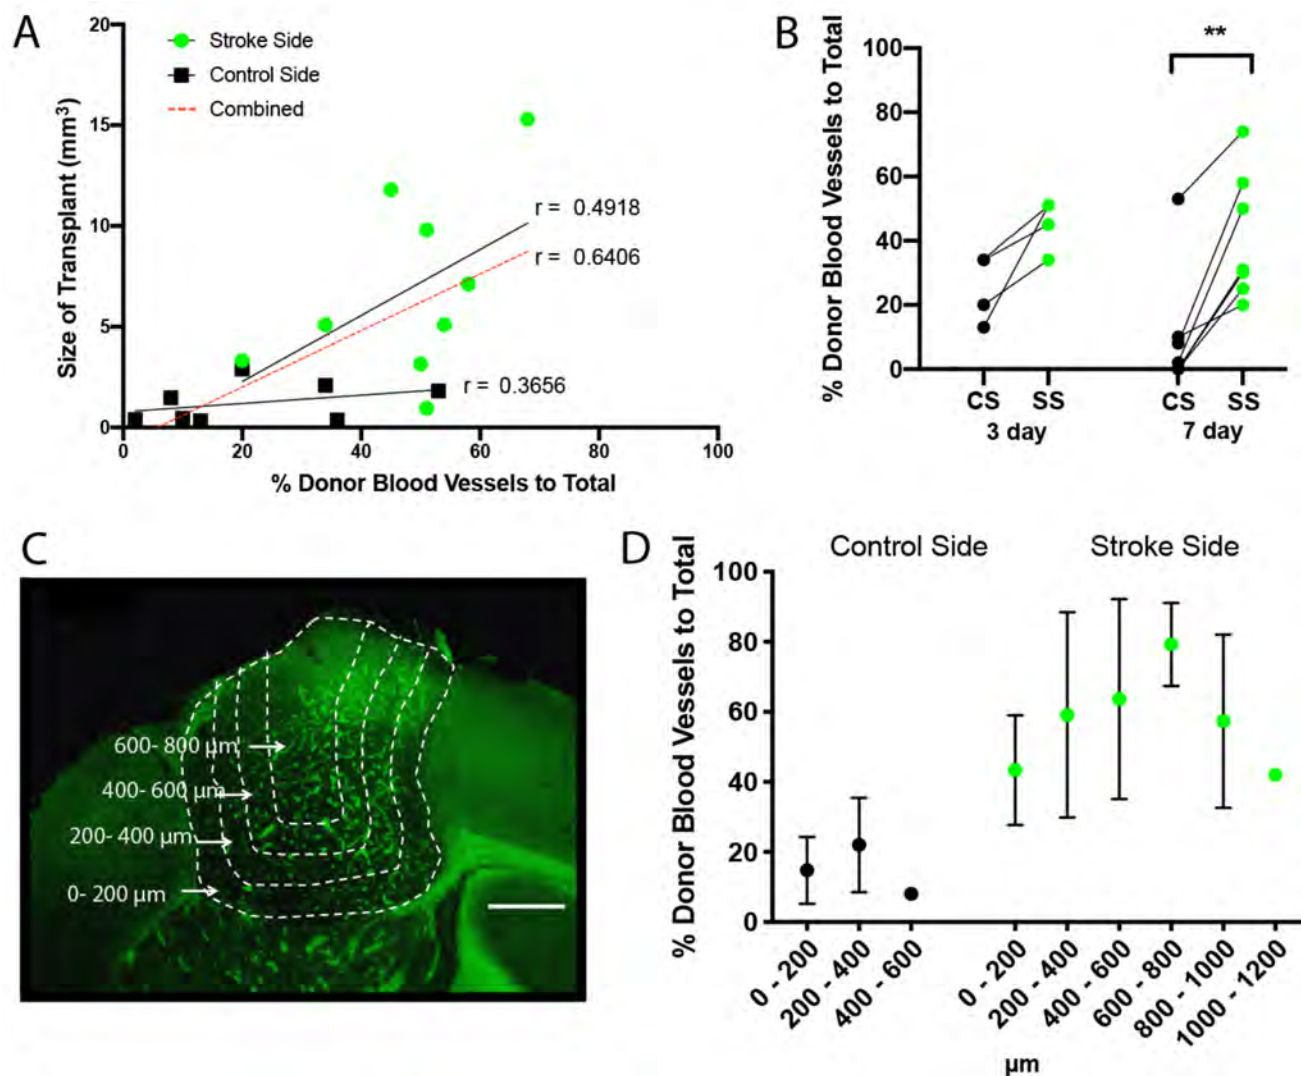 A
Size of Transplant (mm³)
20
15
10
5
0
Stroke Side
Control Side
Combined
r = 0.4918
r = 0.6406
r = 0.3656
0 20 40 60 80 100
% Donor Blood Vessels to Total
B
% Donor Blood Vessels to Total
100
80
60
40
20
0
**
CS SS CS SS
3 day 7 day
C
600- 800 µm
400- 600 µm
200- 400 µm
0- 200 µm
D
Control Side Stroke Side
% Donor Blood Vessels to Total
100
80
60
40
20
0
0 - 200
200 - 400
400 - 600
0 - 200
200 - 400
400 - 600
600 - 800
800 - 1000
1000 - 1200
µm